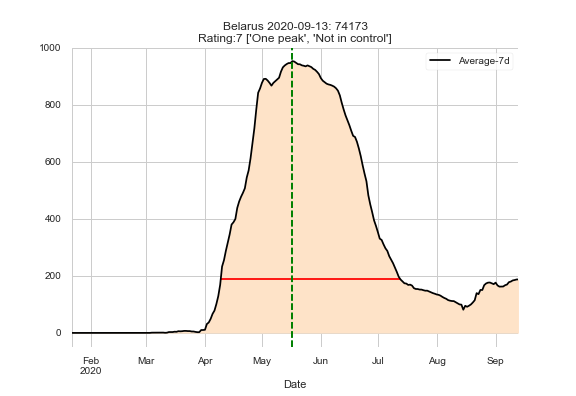 Belarus 2020-09-13: 74173
Rating:7 ['One peak', 'Not in control']
Average-7d
1000
800
600
400
200
0
Feb Mar Apr May Jun Jul Aug Sep
2020
Date